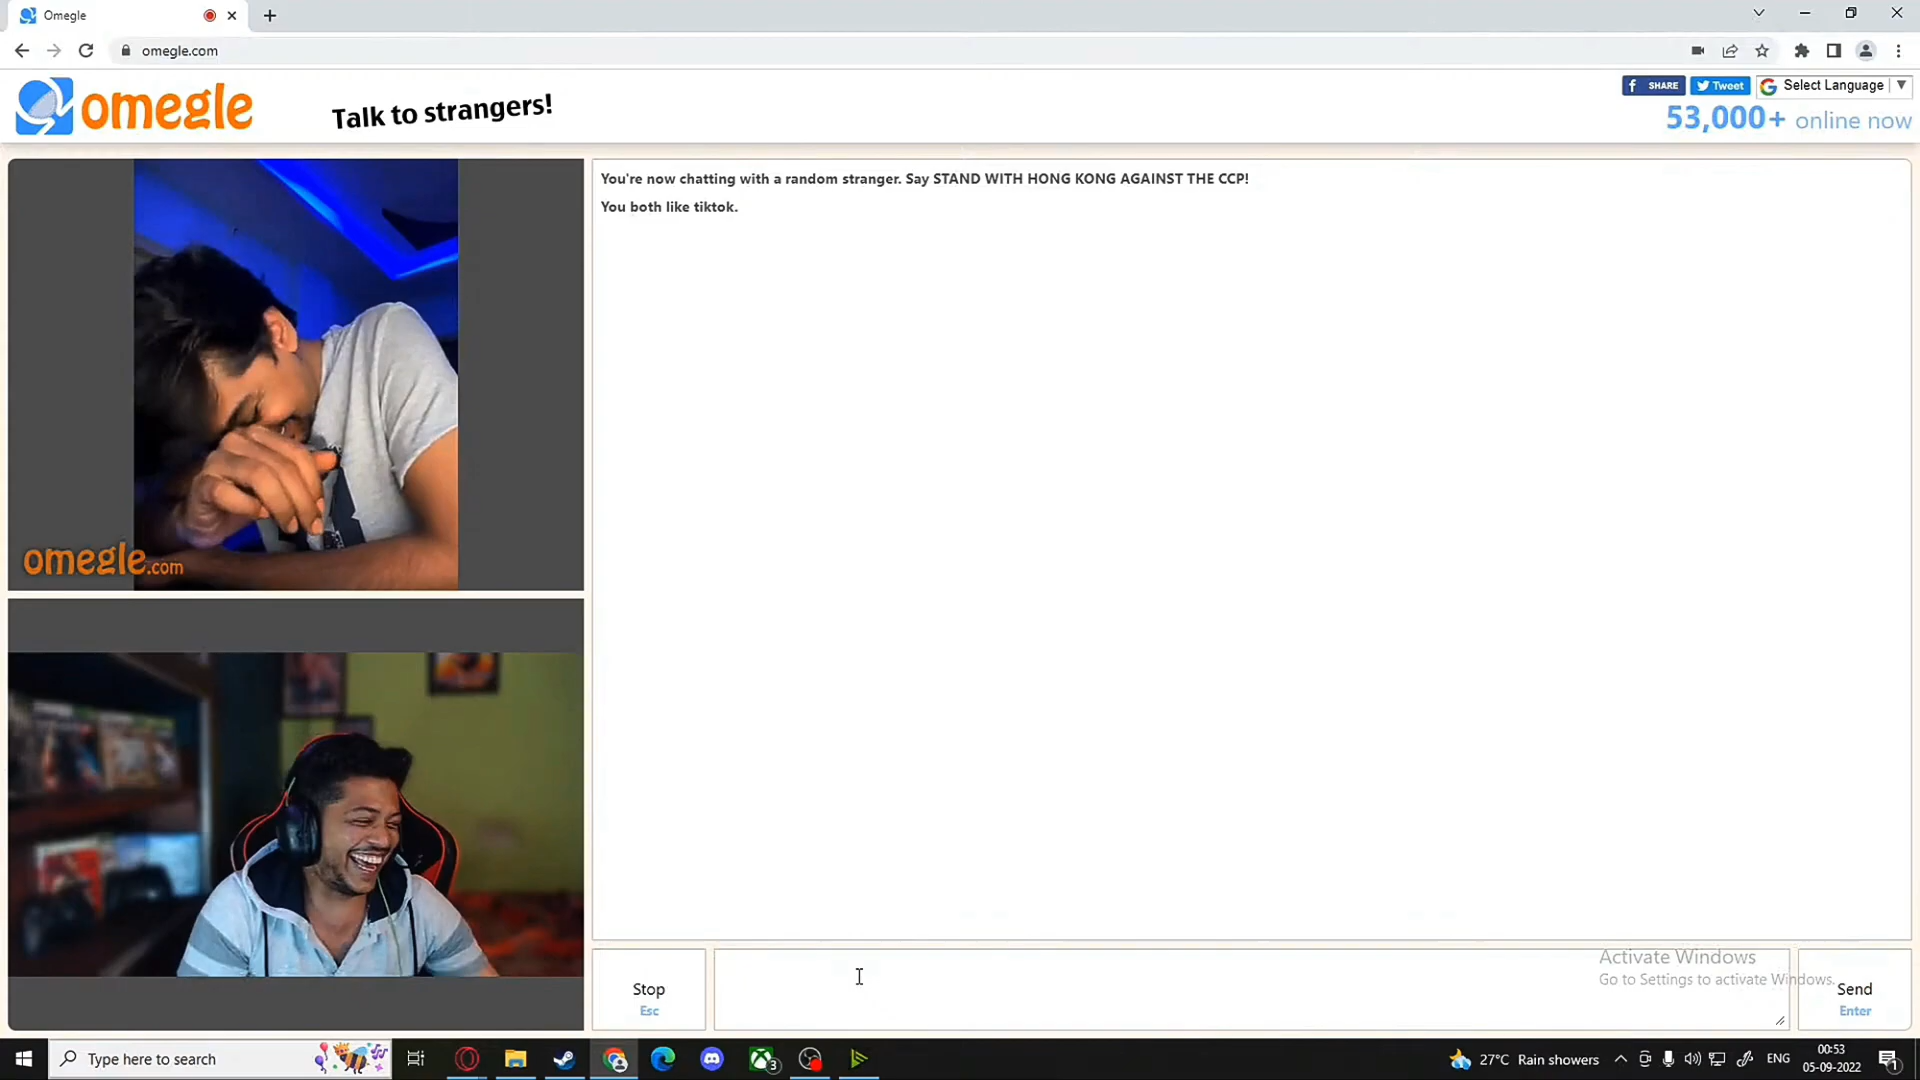 Omegle
omegle.com
omegle
Talk to strangers!
SHARE
Tweet
Select Language
53,000+ online now
omegle.com
You're now chatting with a random stranger. Say STAND WITH HONG KONG AGAINST THE CCP!
You both like tiktok.
Stop
Esc
Activate Windows
Go to Settings to activate Windows.
Send
Enter
Type here to search
3
27°C Rain showers
ENG
00:53
05-09-2022
1